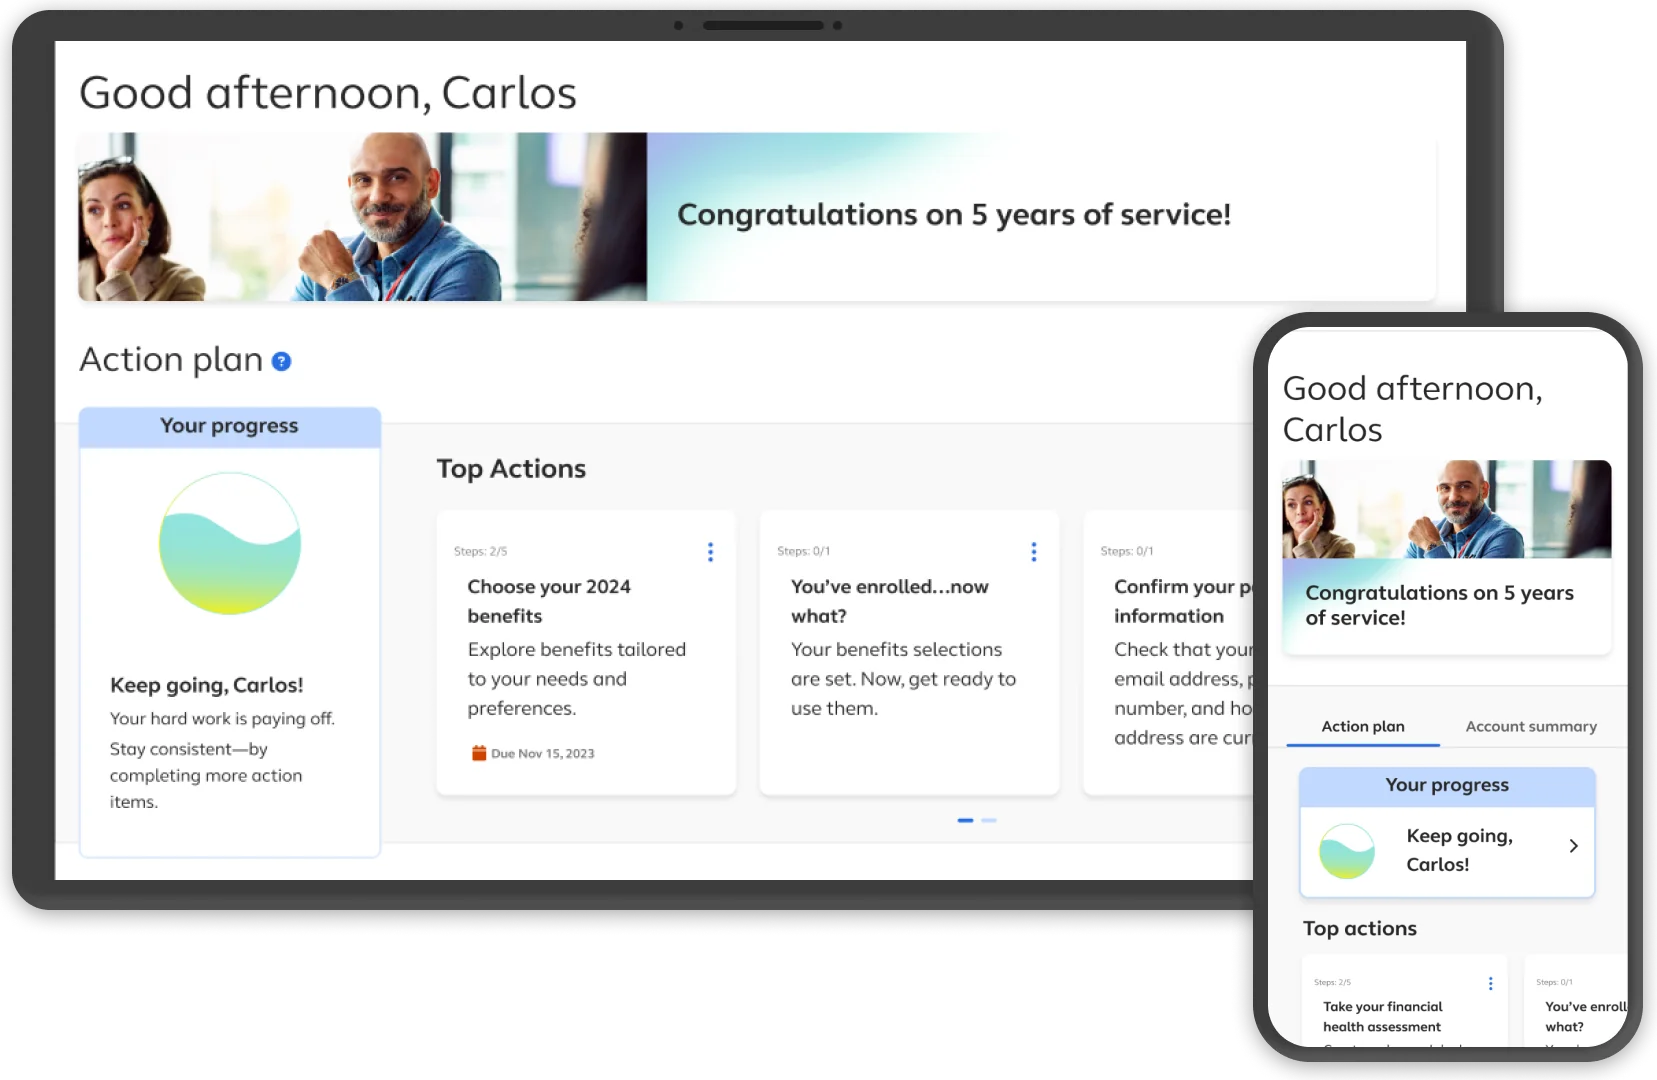 Good afternoon, Carlos
Congratulations on 5 years of service!
Action plan ?
Your progress
Keep going, Carlos!
Your hard work is paying off.
Stay consistent—by
completing more action
items.
Top Actions
Steps: 2/5
Choose your 2024
benefits
Explore benefits tailored
to your needs and
preferences.
Due Nov 15, 2023
Steps: 0/1
You’ve enrolled...now
what?
Your benefits selections
are set. Now, get ready to
use them.
Steps: 0/1
Confirm your
information
Check that your
email address,
number, and
address are
Good afternoon,
Carlos
Congratulations on 5 years
of service!
Action plan
Account summary
Your progress
Keep going,
Carlos!
Top actions
Steps: 2/5
Take your financial
health assessment
Steps: 0/1
You’ve
what?